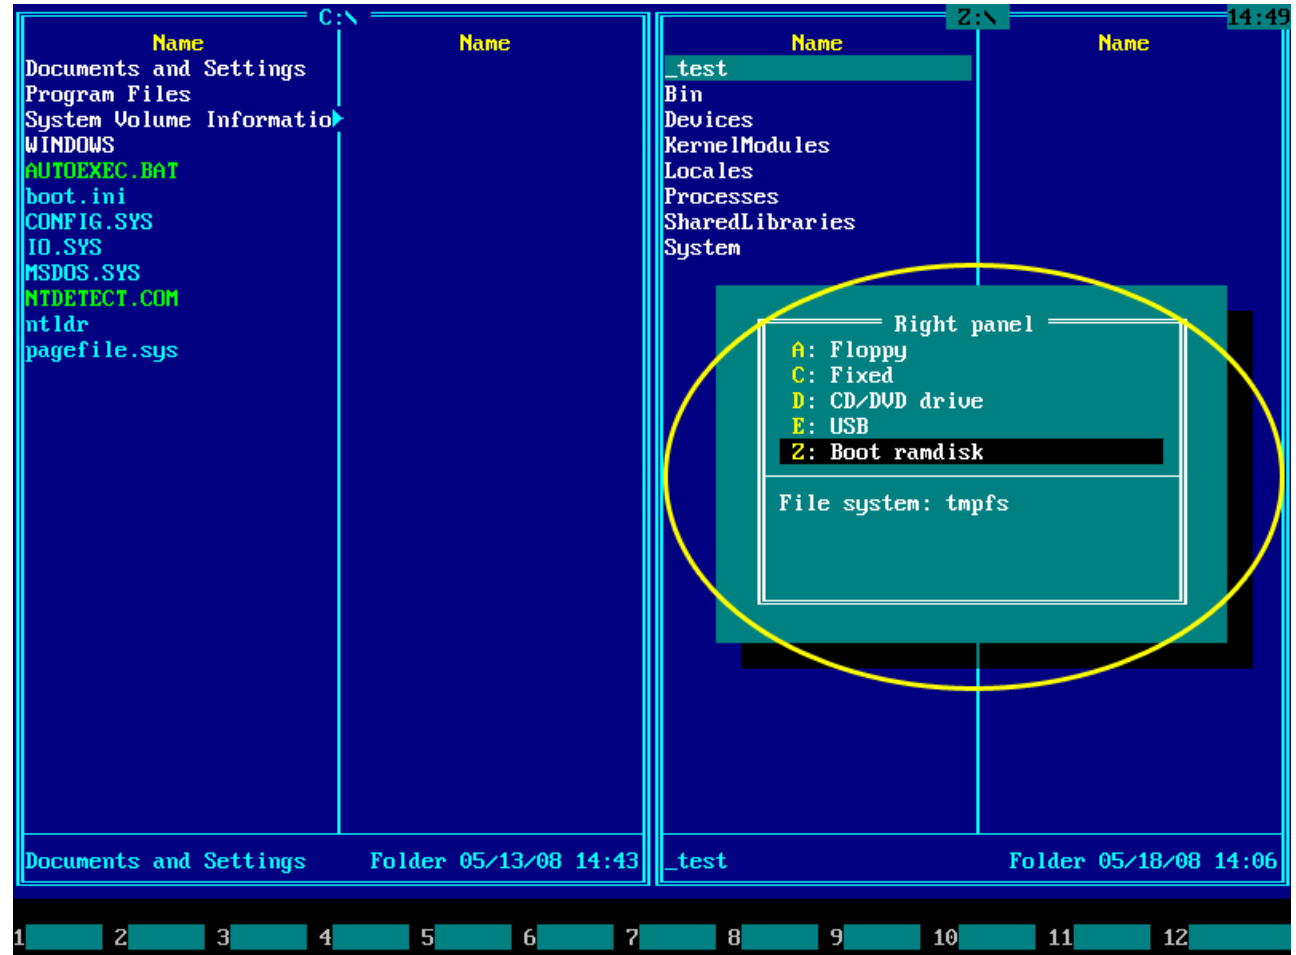 C:\
Name Name
Documents and Settings
Program Files
System Volume Informatio
WINDOWS
AUTOEXEC.BAT
boot.ini
CONFIG.SYS
IO.SYS
MSDOS.SYS
NTDETECT.COM
ntldr
pagefile.sys
Documents and Settings Folder 05/13/08 14:43
Z:\ 14:49
Name Name
_test
Bin
Devices
KernelModules
Locales
Processes
SharedLibraries
System
Right panel
A: Floppy
C: Fixed
D: CD/DVD drive
E: USB
Z: Boot ramdisk
File system: tmpfs
_test Folder 05/18/08 14:06
1 2 3 4 5 6 7 8 9 10 11 12